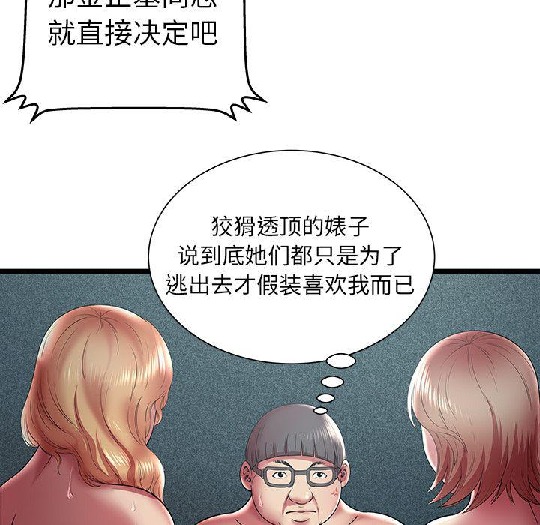 就直接决定吧
狡猾透顶的婊子
说到底她们都只是为了
逃出去才假装喜欢我而已